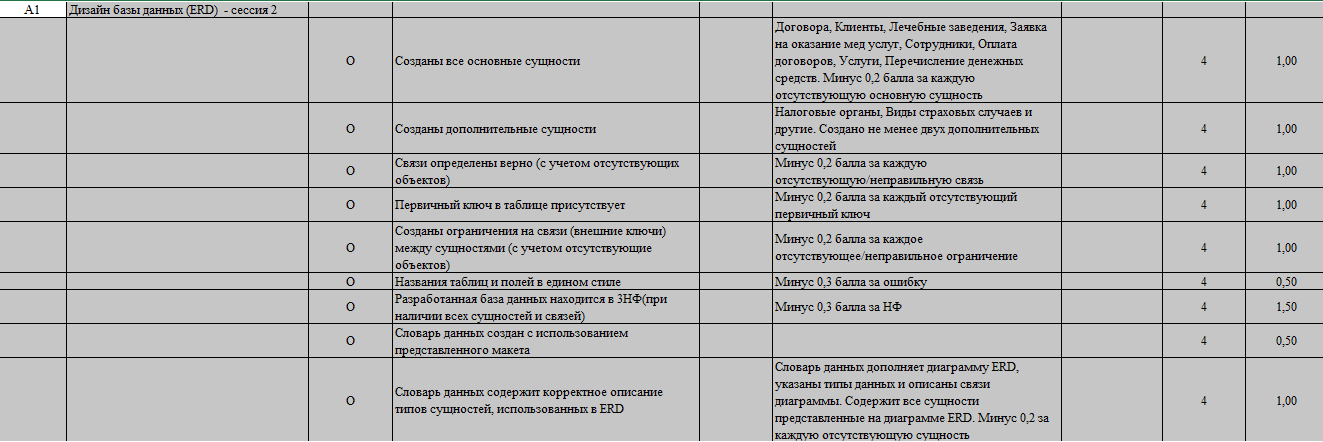 A1 Дизайн базы данных (ERD) - сессия 2
О Созданы все основные сущности Договора, Клиенты, Лечебные заведения, Заявка
на оказание мед услуг, Сотрудники, Оплата
договоров, Услуги, Перечисление денежных
средств. Минус 0,2 балла за каждую
отсутствующую основную сущность 4 1,00
О Созданы дополнительные сущности Налоговые органы, Виды страховых случаев и
другие. Создано не менее двух дополнительных
сущностей 4 1,00
О Связи определены верно (с учетом отсутствующих
объектов) Минус 0,2 балла за каждую
отсутствующую/неправильную связь 4 1,00
О Первичный ключ в таблице присутствует Минус 0,2 балла за каждый отсутствующий
первичный ключ 4 1,00
О Созданы ограничения на связи (внешние ключи)
между сущностями (с учетом отсутствующие
объектов) Минус 0,2 балла за каждое
отсутствующее/неправильное ограничение 4 1,00
О Названия таблиц и полей в едином стиле Минус 0,3 балла за ошибку 4 0,50
О Разработанная база данных находится в 3НФ(при
наличии всех сущностей и связей) Минус 0,3 балла за НФ 4 1,50
О Словарь данных создан с использованием
представленного макета 4 0,50
О Словарь данных содержит корректное описание
типов сущностей, использованных в ERD Словарь данных дополняет диаграмму ERD,
указаны типы данных и описаны связи
диаграммы. Содержит все сущности
представленные на диаграмме ERD. Минус 0,2 за
каждую отсутствующую сущность 4 1,00